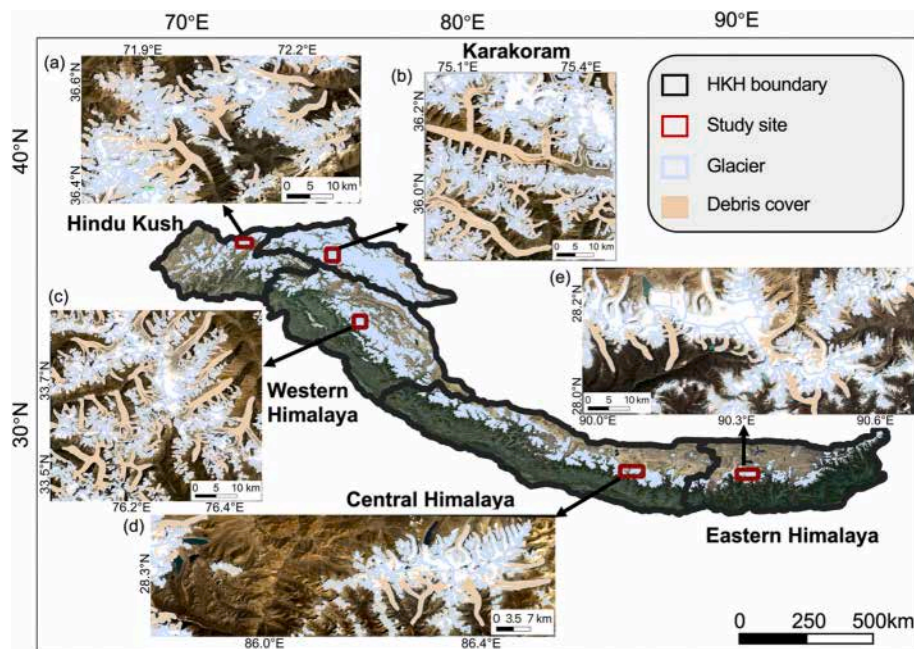 70°E 80°E 90°E
40°N
30°N
Karakoram
(a)
71.9°E 72.2°E
36.6°N
36.4°N
0 5 10 km
Hindu Kush
(b)
75.1°E 75.4°E
36.2°N
36.0°N
0 5 10 km
HKH boundary
Study site
Glacier
Debris cover
(c)
33.7°N
33.5°N
0 5 10 km
76.2°E 76.4°E
Western
Himalaya
(e)
28.2°N
28.0°N
0 5 10 km
90.0°E 90.3°E 90.6°E
Central Himalaya
Eastern Himalaya
(d)
28.3°N
0 3.5 7 km
86.0°E 86.4°E
0 250 500km